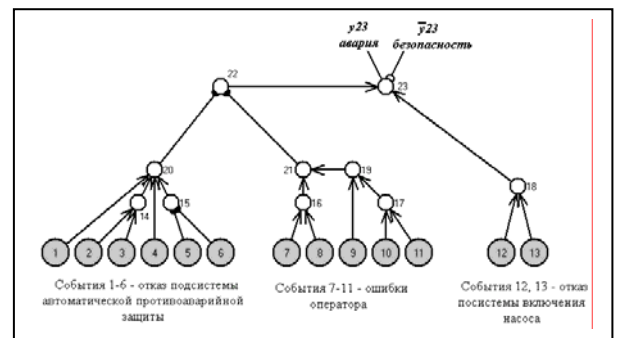 y23
авария
y23
безопасность
22
23
20
21
19
18
14
15
16
17
1
2
3
4
5
6
7
8
9
10
11
12
13
События 1-6 - отказ подсистемы
автоматической противоаварийной
защиты
События 7-11 - ошибки
оператора
События 12, 13 - отказ
посистемы включения
насоса